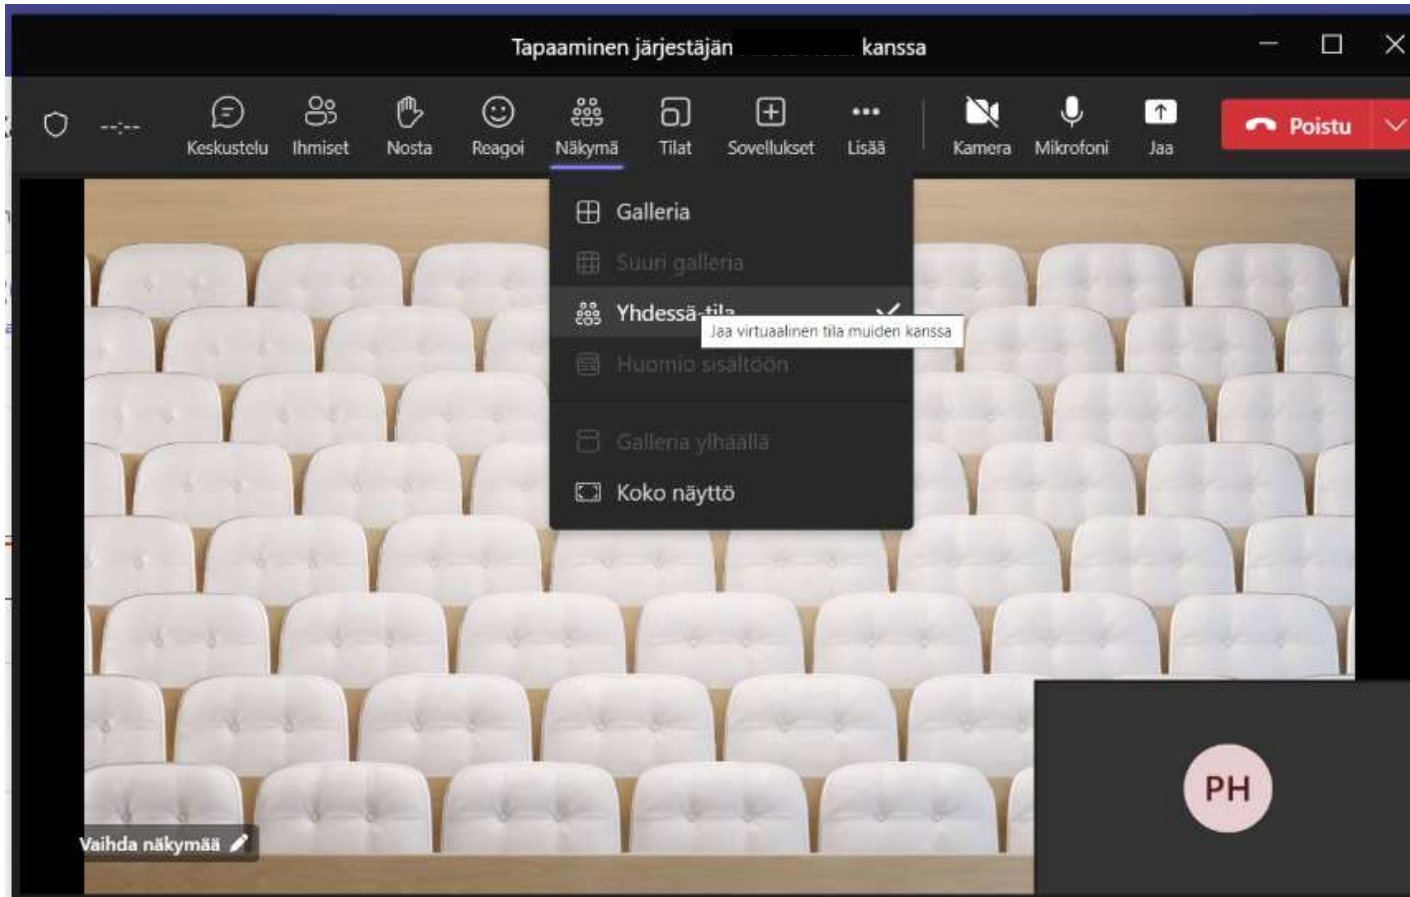 Tapaaminen järjestäjän kanssa
--:-- Keskustelu Ihmiset Nosta Reagoi Näkymä Tilat Sovellukset Lisää Kamera Mikrofoni Jaa Poistu
Galleria
Suuri galleria
Yhdessä-tila
Jaa virtuaalinen tila muiden kanssa
Huomio sisältöön
Galleria ylhäällä
Koko näyttö
PH
Vaihda näkymää